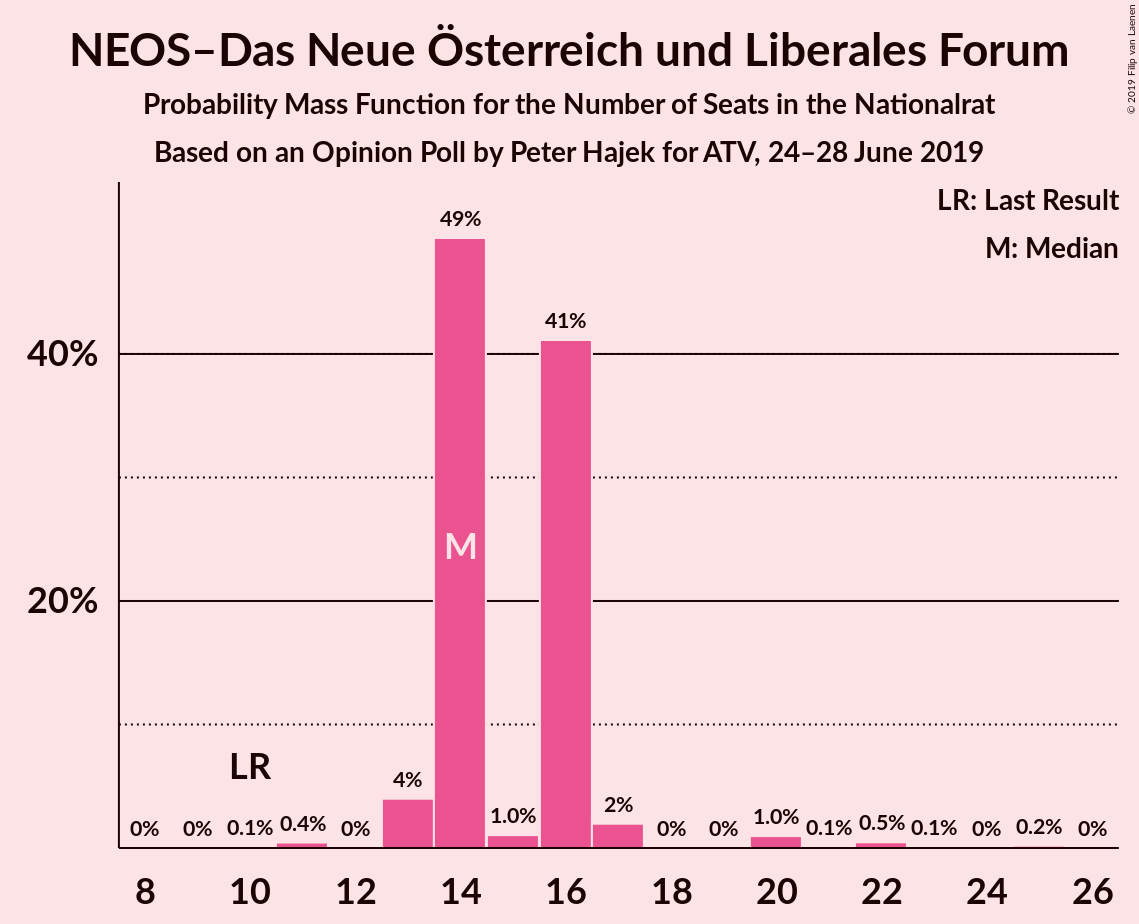 NEOS–Das Neue Österreich und Liberales Forum
Probability Mass Function for the Number of Seats in the Nationalrat
Based on an Opinion Poll by Peter Hajek for ATV, 24–28 June 2019
© 2019 Filip van Laenen
LR: Last Result
M: Median
49%
41%
40%
M
20%
LR
4%
2%
0% 0% 0.1% 0.4% 0% 1.0% 0% 0% 1.0% 0.1% 0.5% 0.1% 0% 0.2% 0%
8 10 12 14 16 18 20 22 24 26